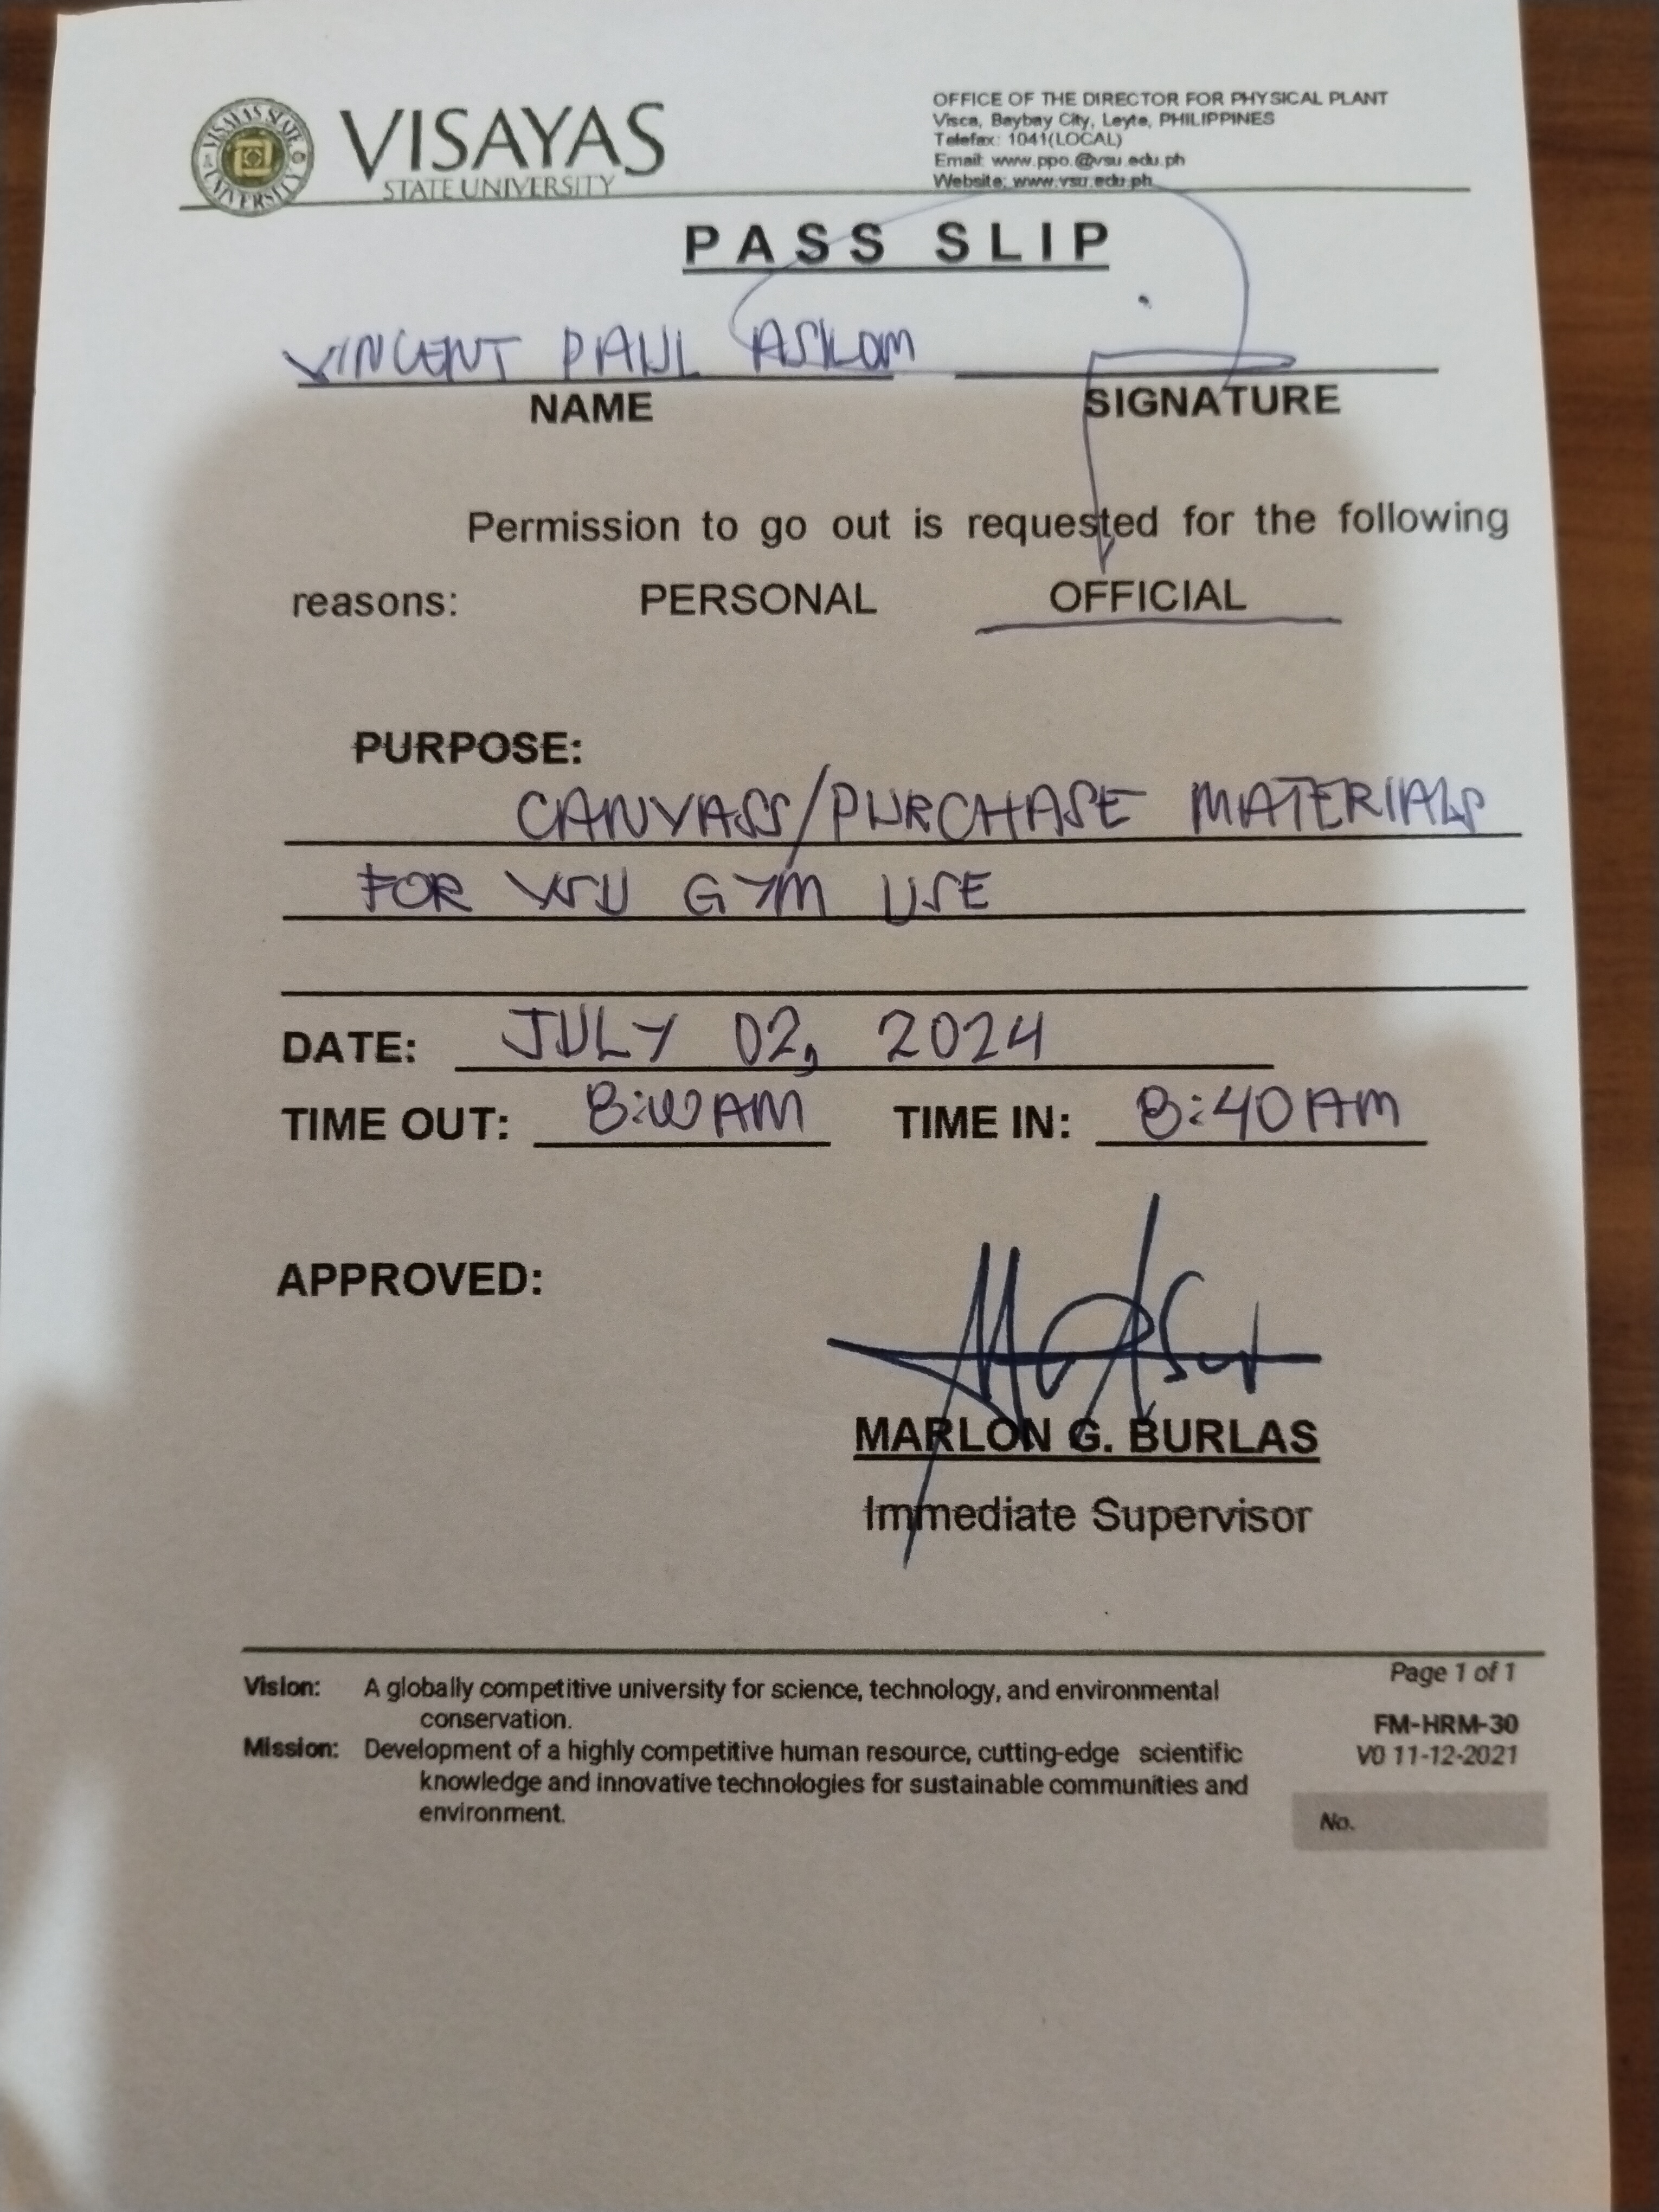 VISAYAS
STATE UNIVERSITY
OFFICE OF THE DIRECTOR FOR PHYSICAL PLANT
Visca, Baybay City, Leyte, PHILIPPINES
Telefax: 1041(LOCAL)
Email: www.ppo.@vsu.edu.ph
Website: www.vsu.edu.ph
PASS SLIP
VINCENT PAUL
NAME SIGNATURE
Permission to go out is requested for the following
reasons: PERSONAL OFFICIAL
PURPOSE:
CANVASS/PURCHASE MATERIALS
FOR VSU GYM USE
DATE: JULY 02, 2024
TIME OUT: 8:00AM TIME IN: 8:40AM
APPROVED:
MARLON G. BURLAS
Immediate Supervisor
Vision: A globally competitive university for science, technology, and environmental
conservation.
Mission: Development of a highly competitive human resource, cutting-edge scientific
knowledge and innovative technologies for sustainable communities and
environment.
Page 1 of 1
FM-HRM-30
V0 11-12-2021
No.